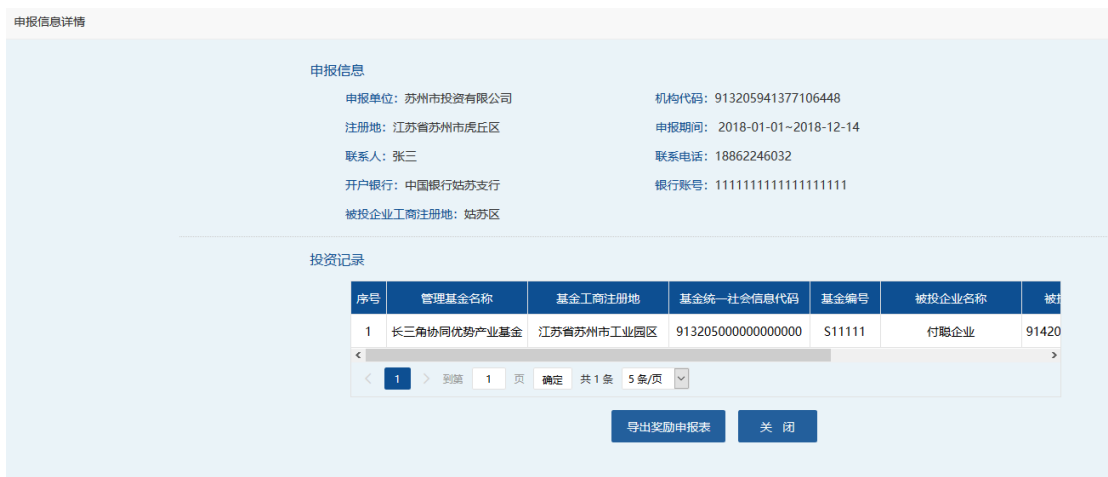 申报信息详情
申报信息
申报单位：苏州市投资有限公司 机构代码：913205941377106448
注册地：江苏省苏州市虎丘区 申报期间： 2018-01-01~2018-12-14
联系人：张三 联系电话：18862246032
开户银行：中国银行姑苏支行 银行账号：1111111111111111111
被投企业工商注册地：姑苏区
投资记录
序号 管理基金名称 基金工商注册地 基金统一社会信息代码 基金编号 被投企业名称 被
1 长三角协同优势产业基金 江苏省苏州市工业园区 913205000000000000 S11111 付聪企业 91420
1 到第 1 页 确定 共 1 条 5 条/页
导出奖励申报表 关 闭